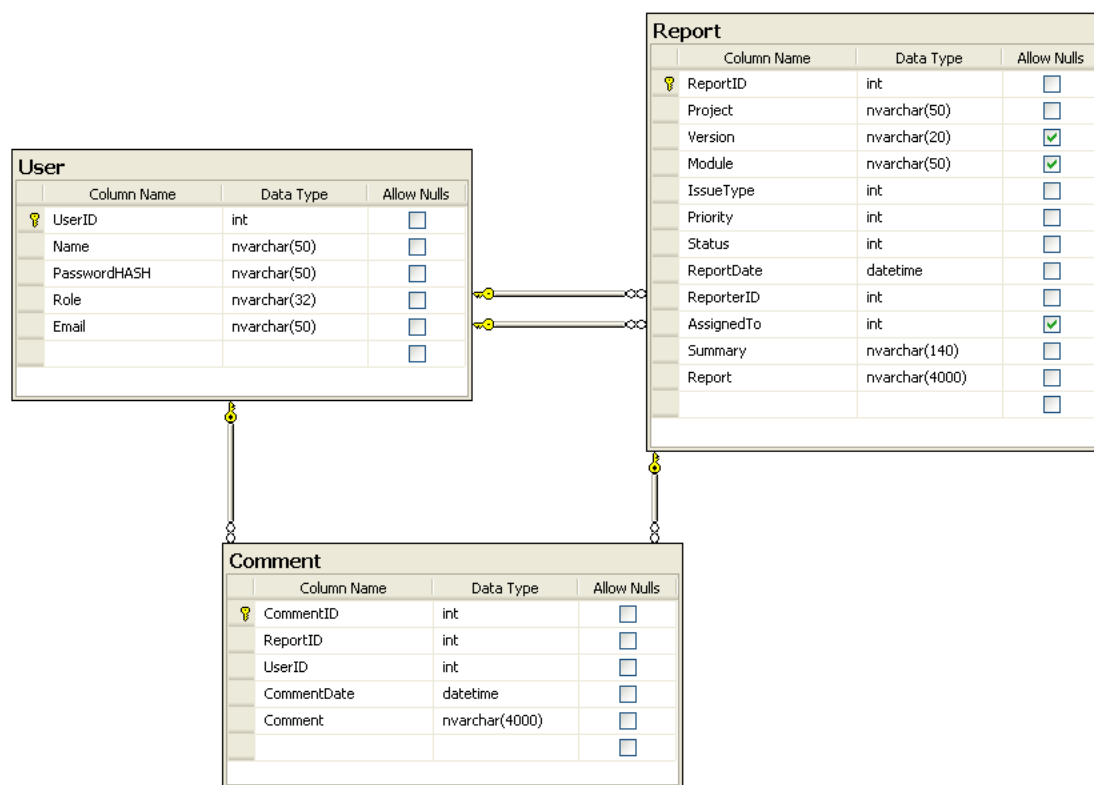 User
Column Name Data Type Allow Nulls
UserID int
Name nvarchar(50)
PasswordHASH nvarchar(50)
Role nvarchar(32)
Email nvarchar(50)
Report
Column Name Data Type Allow Nulls
ReportID int
Project nvarchar(50)
Version nvarchar(20)
Module nvarchar(50)
IssueType int
Priority int
Status int
ReportDate datetime
ReporterID int
AssignedTo int
Summary nvarchar(140)
Report nvarchar(4000)
Comment
Column Name Data Type Allow Nulls
CommentID int
ReportID int
UserID int
CommentDate datetime
Comment nvarchar(4000)